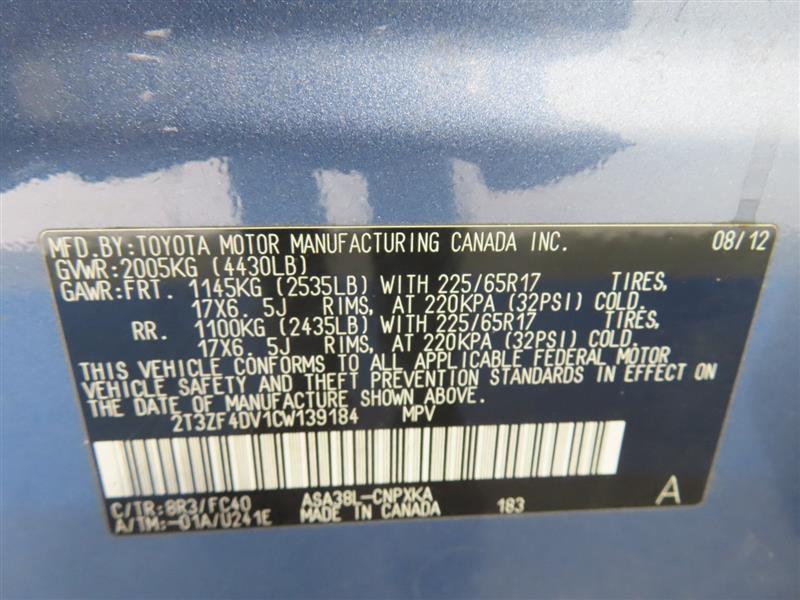 MFD.BY:TOYOTA MOTOR MANUFACTURING CANADA INC. 08/12
GVWR:2005KG (4430LB)
GAWR:FRT. 1145KG (2535LB) WITH 225/65R17 TIRES,
17X6. 5J RIMS, AT 220KPA (32PSI) COLD.
RR. 1100KG (2435LB) WITH 225/65R17 TIRES,
17X6. 5J RIMS, AT 220KPA (32PSI) COLD.
THIS VEHICLE CONFORMS TO ALL APPLICABLE FEDERAL MOTOR
VEHICLE SAFETY AND THEFT PREVENTION STANDARDS IN EFFECT ON
THE DATE OF MANUFACTURE SHOWN ABOVE.
2T3ZF4DV1CW139184 MPV
C/TR:8R3/FC40 ASA38L-CNPXKA 183 A
A/TM:-01A/U241E MADE IN CANADA